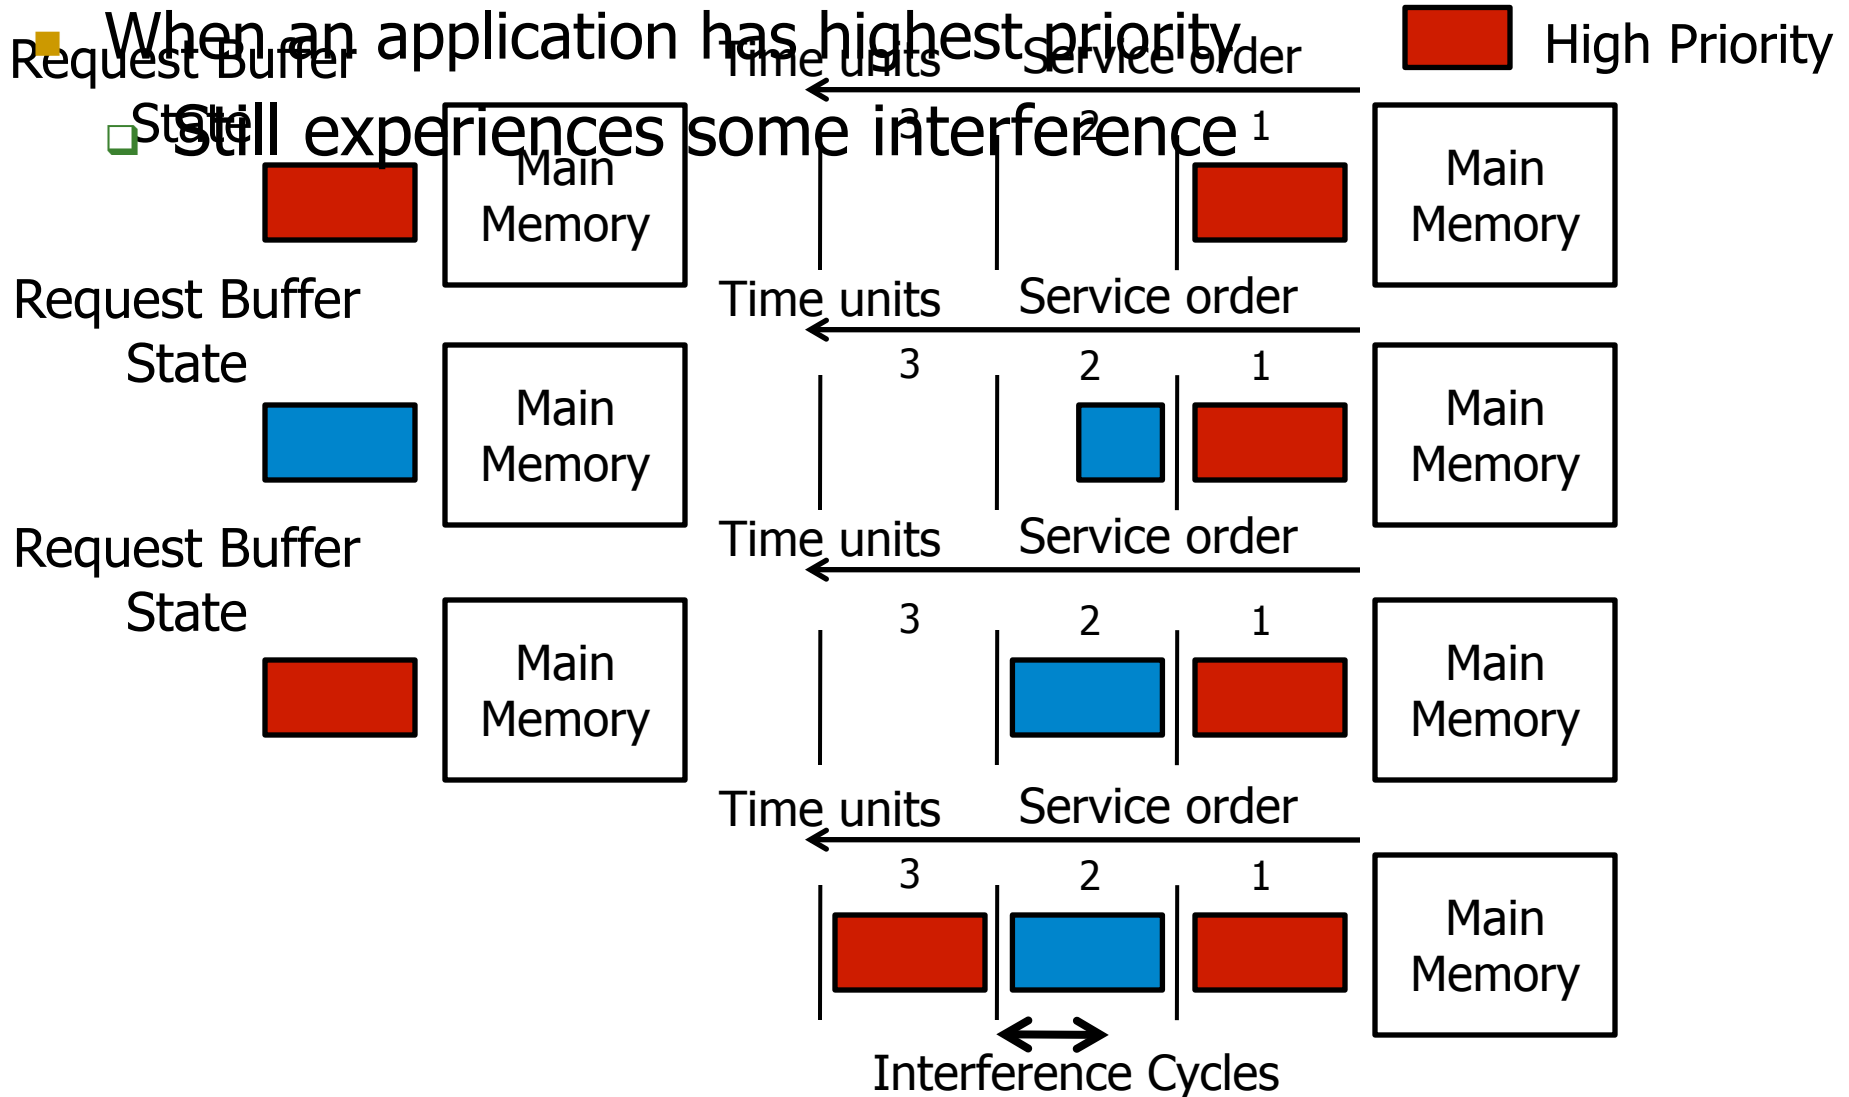 When an application has highest priority
Still experiences some interference
High Priority
Request Buffer
State
Main
Memory
Time units
Service order
3
2
1
Main
Memory
Request Buffer
State
Main
Memory
Time units
Service order
3
2
1
Main
Memory
Request Buffer
State
Main
Memory
Time units
Service order
3
2
1
Main
Memory
Time units
Service order
3
2
1
Main
Memory
Interference Cycles